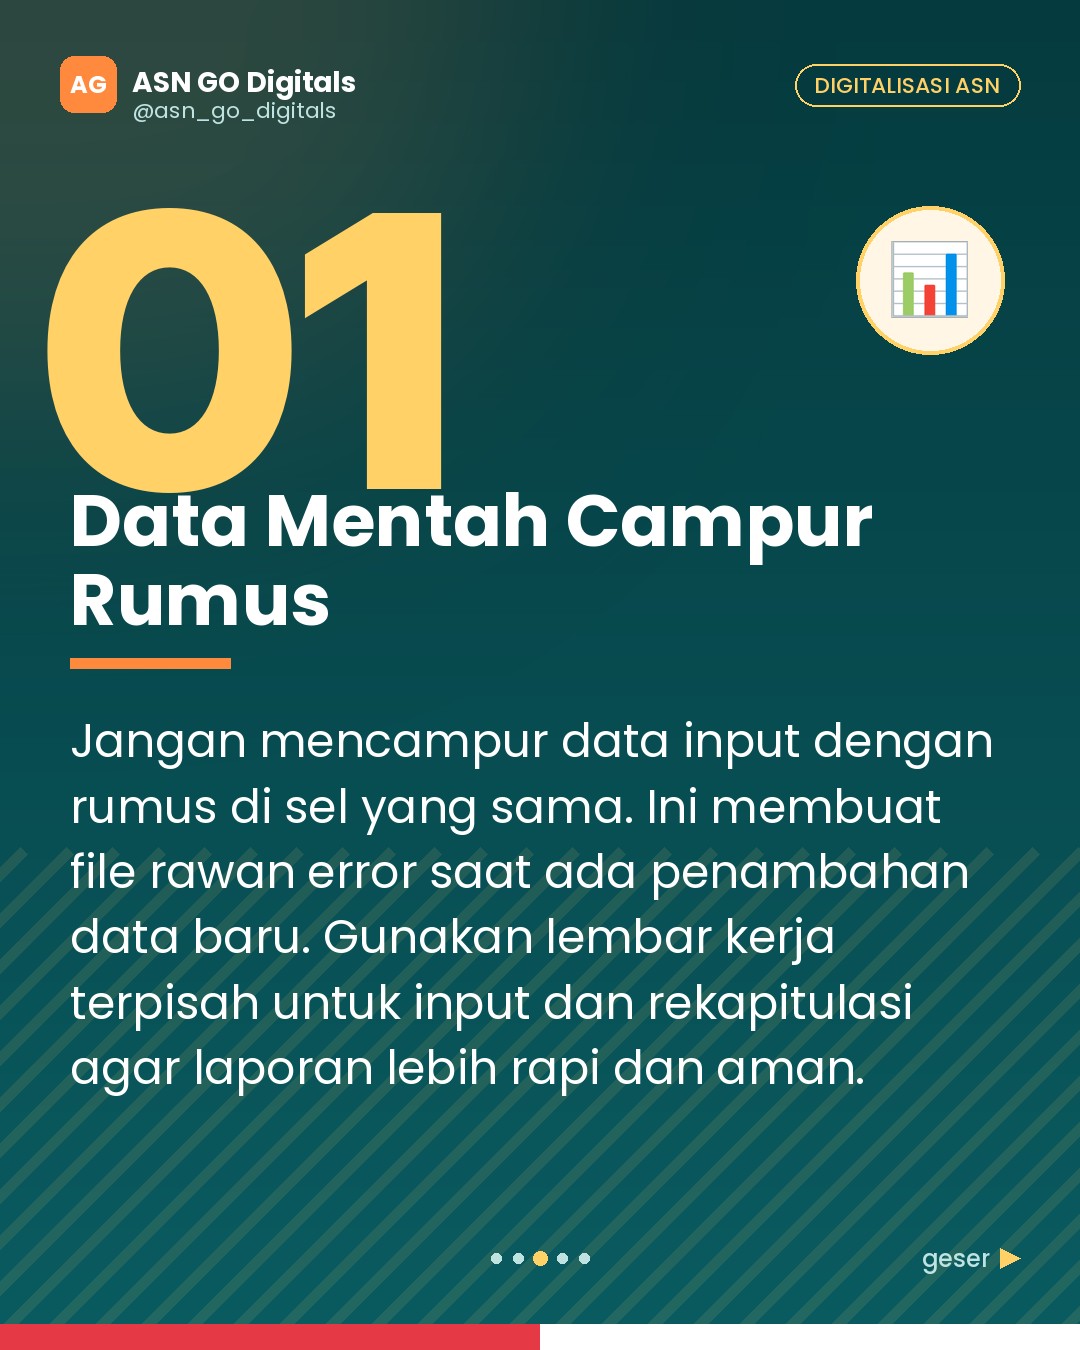 AG
ASN GO Digitals
@asn_go_digitals
DIGITALISASI ASN
01
Data Mentah Campur
Rumus
Jangan mencampur data input dengan
rumus di sel yang sama. Ini membuat
file rawan error saat ada penambahan
data baru. Gunakan lembar kerja
terpisah untuk input dan rekapitulasi
agar laporan lebih rapi dan aman.
geser